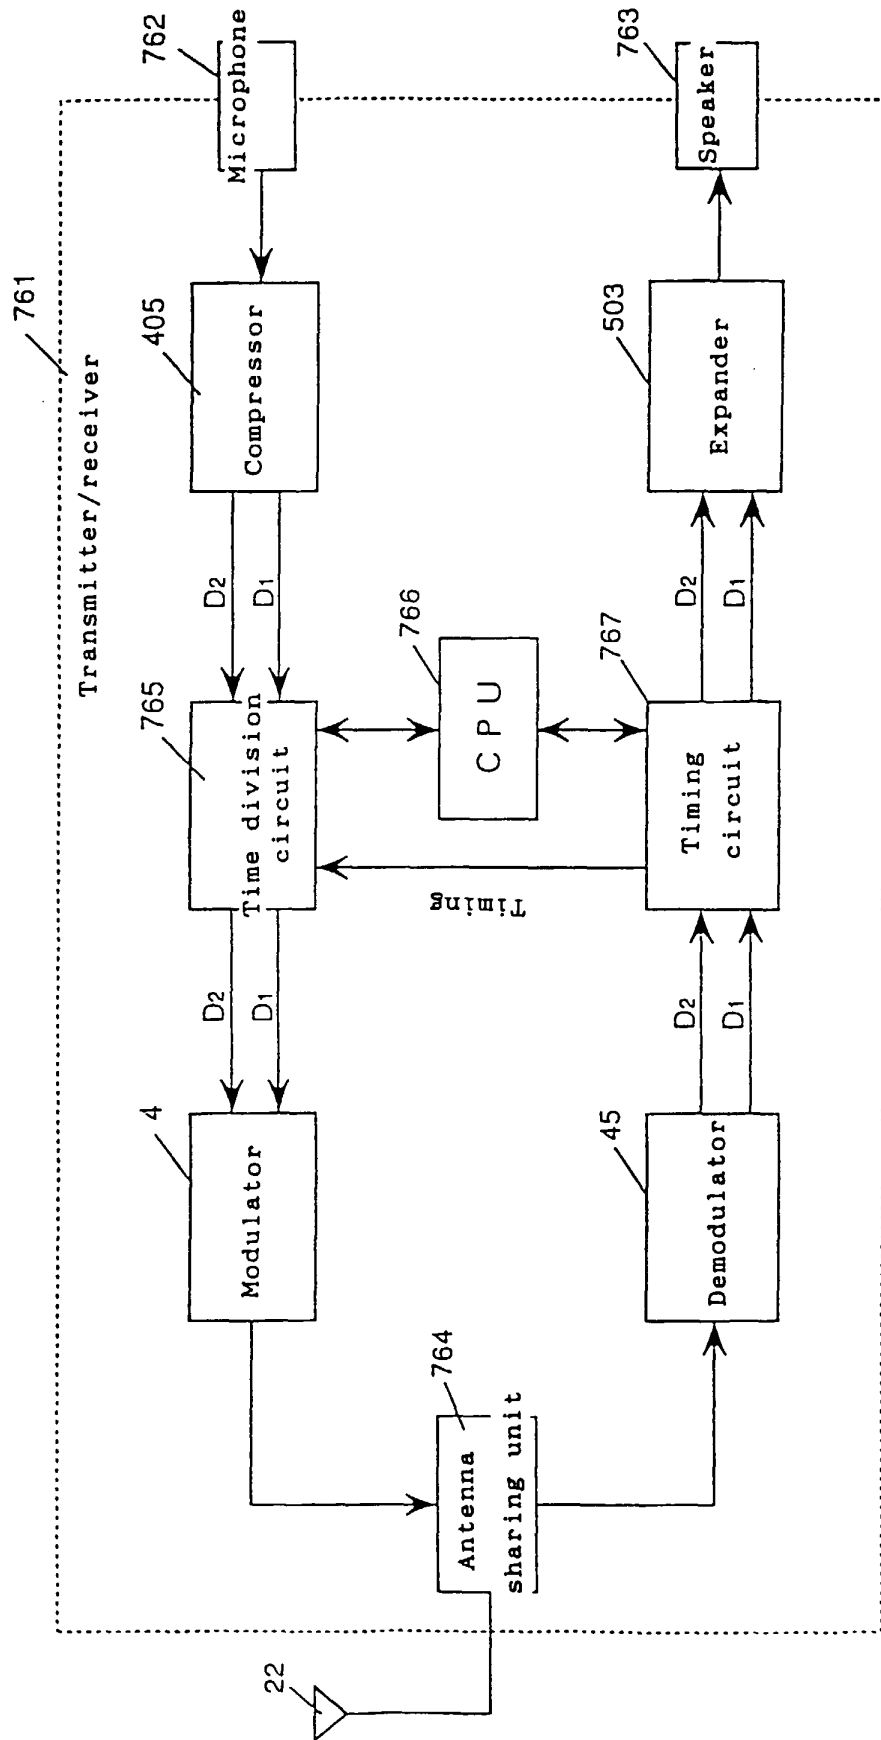 761
Transmitter/receiver
22
764
Antenna
sharing unit
4
Modulator
D2
D1
765
Time division
circuit
D2
D1
405
Compressor
762
Microphone
Timing
766
CPU
45
Demodulator
D2
D1
767
Timing
circuit
D2
D1
503
Expander
763
Speaker